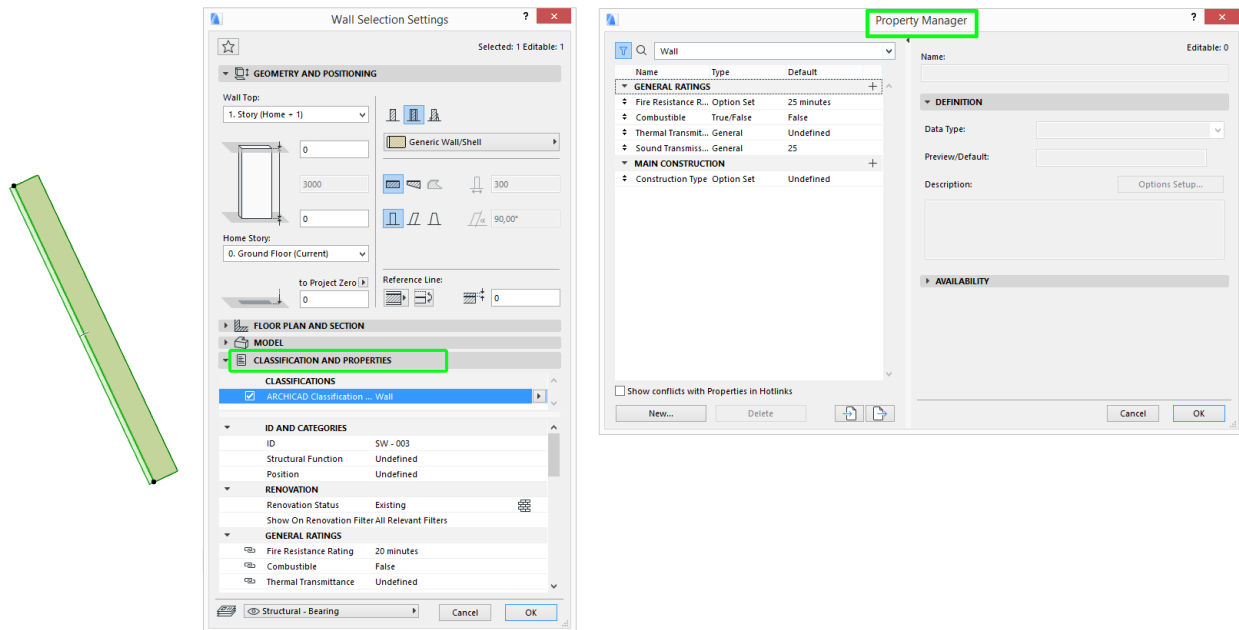 Wall Selection Settings
?
×
Selected: 1 Editable: 1
GEOMETRY AND POSITIONING
Wall Top:
1. Story (Home + 1)
Generic Wall/Shell
0
3000
300
0
90,00°
Home Story:
0. Ground Floor (Current)
to Project Zero
Reference Line:
0
0
FLOOR PLAN AND SECTION
MODEL
CLASSIFICATION AND PROPERTIES
CLASSIFICATIONS
ARCHICAD Classification ... Wall
ID AND CATEGORIES
ID SW - 003
Structural Function Undefined
Position Undefined
RENOVATION
Renovation Status Existing
Show On Renovation Filter All Relevant Filters
GENERAL RATINGS
Fire Resistance Rating 20 minutes
Combustible False
Thermal Transmittance Undefined
Structural - Bearing
Cancel
OK
Property Manager
?
×
Wall
Editable: 0
Name Type Default
GENERAL RATINGS
Fire Resistance R... Option Set 25 minutes
Combustible True/False False
Thermal Transmit... General Undefined
Sound Transmiss... General 25
MAIN CONSTRUCTION
Construction Type Option Set Undefined
Show conflicts with Properties in Hotlinks
New...
Delete
Name:
DEFINITION
Data Type:
Preview/Default:
Description:
Options Setup...
AVAILABILITY
Cancel
OK